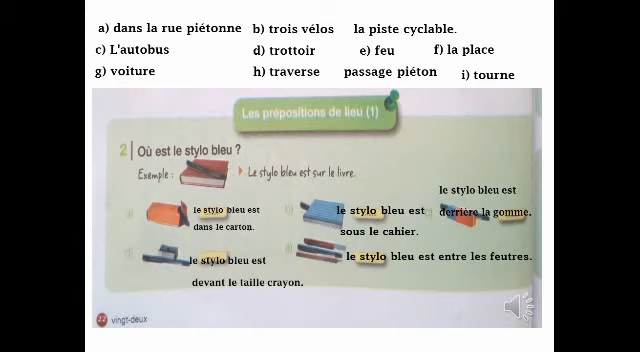 a) dans la rue piétonne b) trois vélos la piste cyclable.
c) L'autobus d) trottoir e) feu f) la place
g) voiture h) traverse passage piéton i) tourne
Les prépositions de lieu (1)
2 Où est le stylo bleu ?
Exemple : Le stylo bleu est sur le livre.
a) le stylo bleu est
dans le carton.
le stylo bleu est
sous le cahier.
le stylo bleu est
derrière la gomme.
d) le stylo bleu est
devant le taille crayon.
le stylo bleu est entre les feutres.
22 vingt-deux